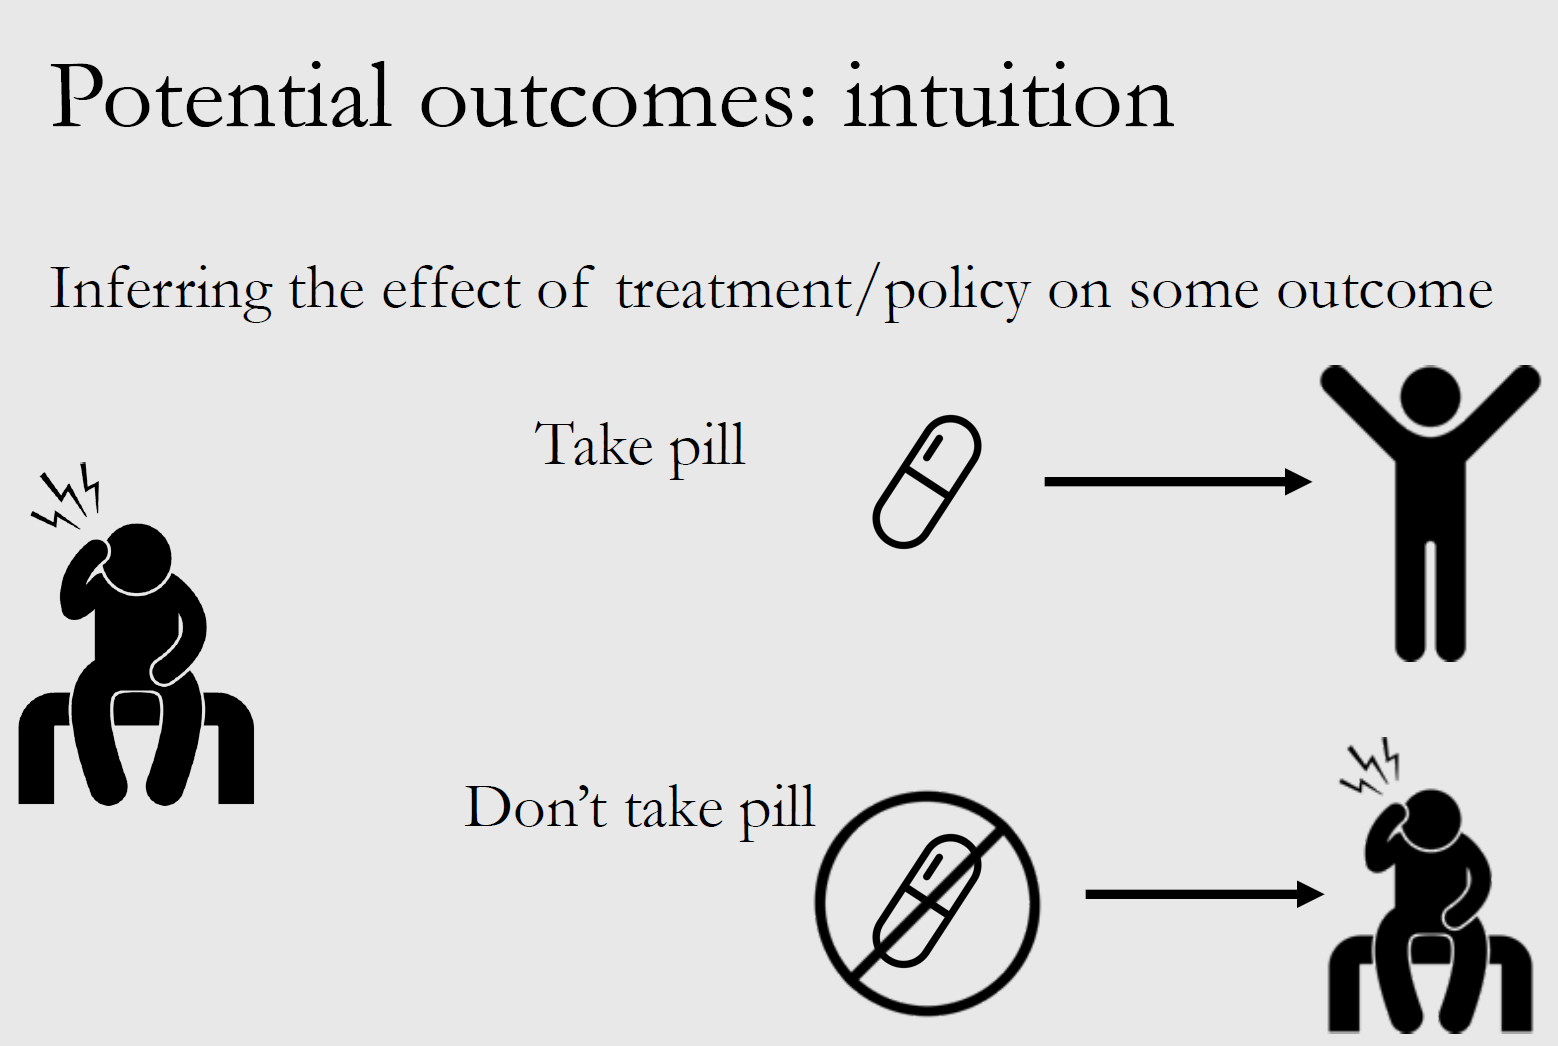 Potential outcomes: intuition
Inferring the effect of treatment/policy on some outcome
Take pill
Don’t take pill